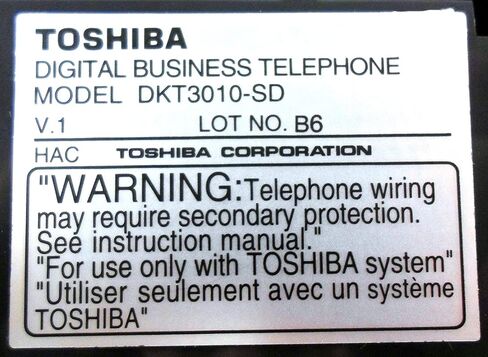 TOSHIBA
DIGITAL BUSINESS TELEPHONE
MODEL DKT3010-SD
V.1 LOT NO. B6
HAC TOSHIBA CORPORATION
"WARNING:Telephone wiring
may require secondary protection.
See instruction manual."
"For use only with TOSHIBA system"
"Utiliser seulement avec un système
TOSHIBA"